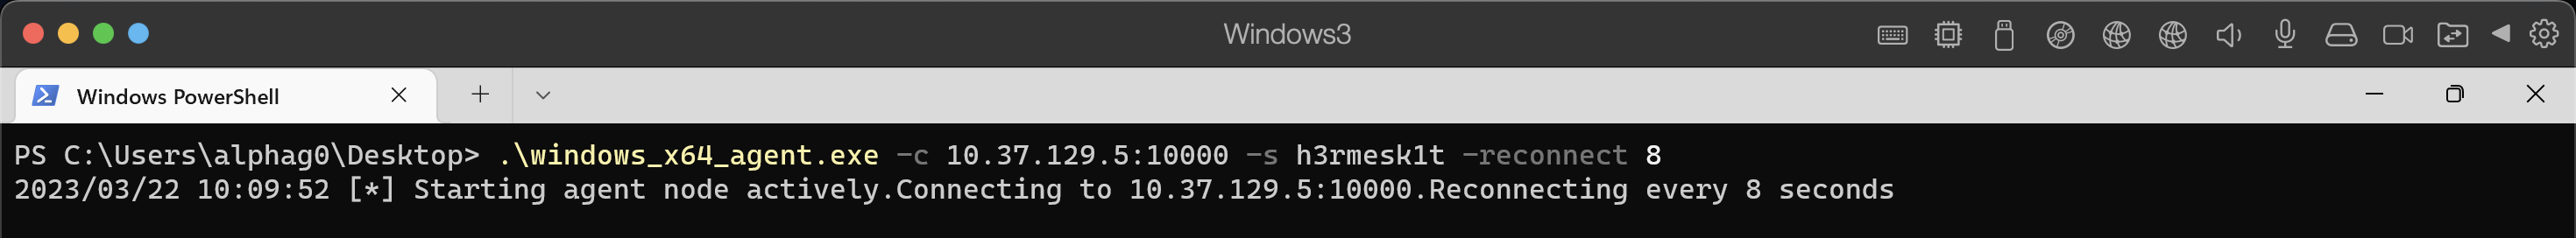 Windows3
Windows PowerShell
PS C:\Users\alphag0\Desktop> .\windows_x64_agent.exe -c 10.37.129.5:10000 -s h3rmesk1t -reconnect 8
2023/03/22 10:09:52 [*] Starting agent node actively.Connecting to 10.37.129.5:10000.Reconnecting every 8 seconds